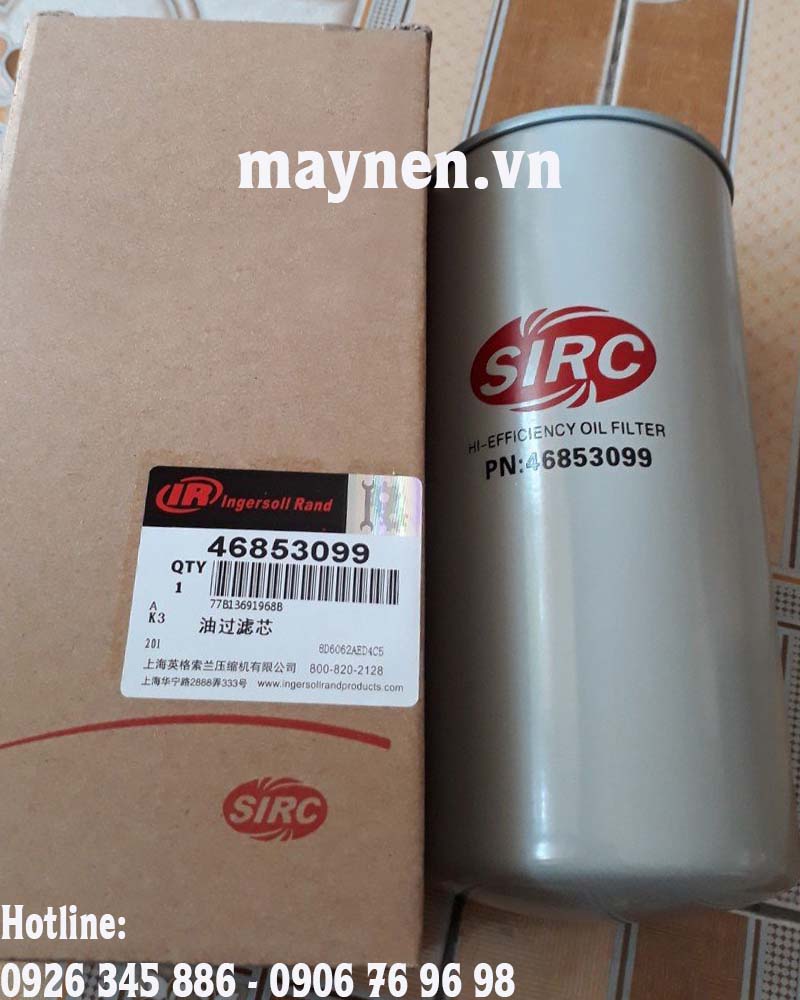 maynen.vn
SIRC
HI-EFFICIENCY OIL FILTER
PN:46853099
IR Ingersoll Rand
46853099
QTY
1
77B13691968B
A
K3
油过滤芯
201
8D6062AED4C5
上海英格索兰压缩机有限公司 800-820-2128
上海华宁路2888弄333号 www.ingersollrandproducts.com
SIRC
Hotline:
0926 345 886 - 0906 76 96 98